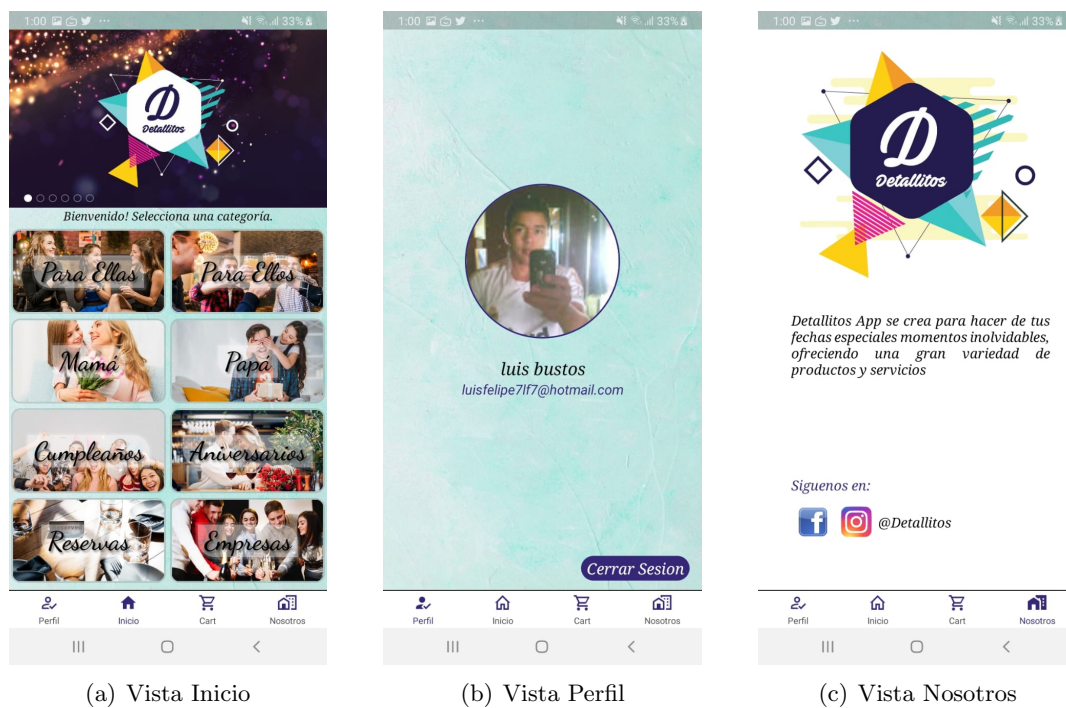 1:00 33%
D
Detallitos
Bienvenido! Selecciona una categoría.
Para Ellas
Para Ellos
Mamá
Papá
Cumpleaños
Aniversarios
Reservas
Empresas
Perfil Inicio Cart Nosotros
(a) Vista Inicio
1:00 33%
luis bustos
luisfelipe7lf7@hotmail.com
Cerrar Sesion
Perfil Inicio Cart Nosotros
(b) Vista Perfil
1:00 33%
D
Detallitos
Detallitos App se crea para hacer de tus
fechas especiales momentos inolvidables,
ofreciendo una gran variedad de
productos y servicios
Siguenos en:
@Detallitos
Perfil Inicio Cart Nosotros
(c) Vista Nosotros